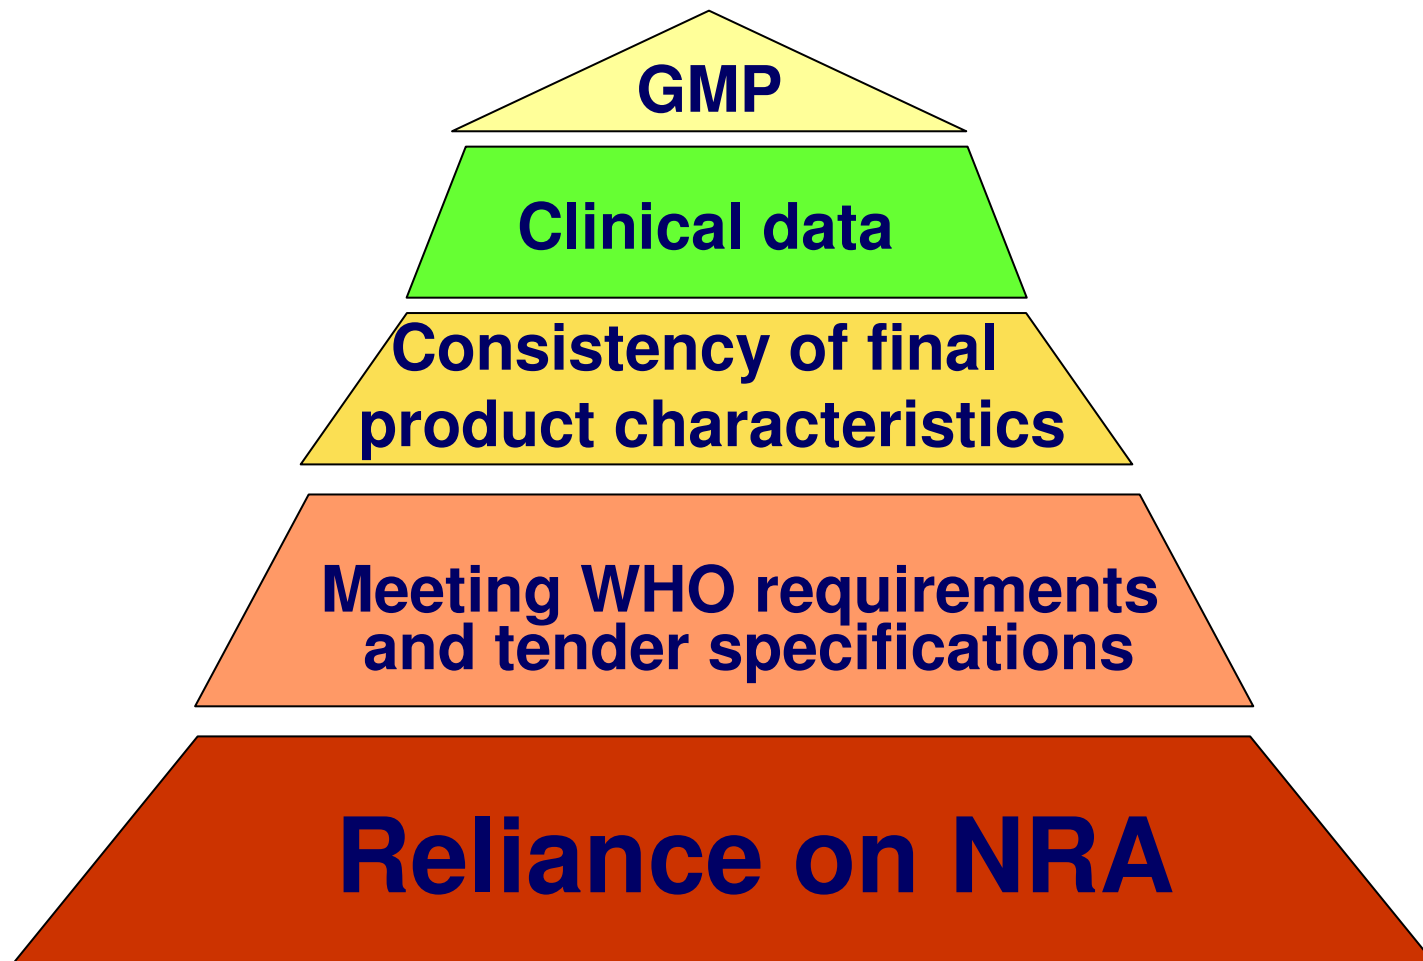 GMP
Clinical data
Consistency of final
product characteristics
Meeting WHO requirements
and tender specifications
Reliance on NRA